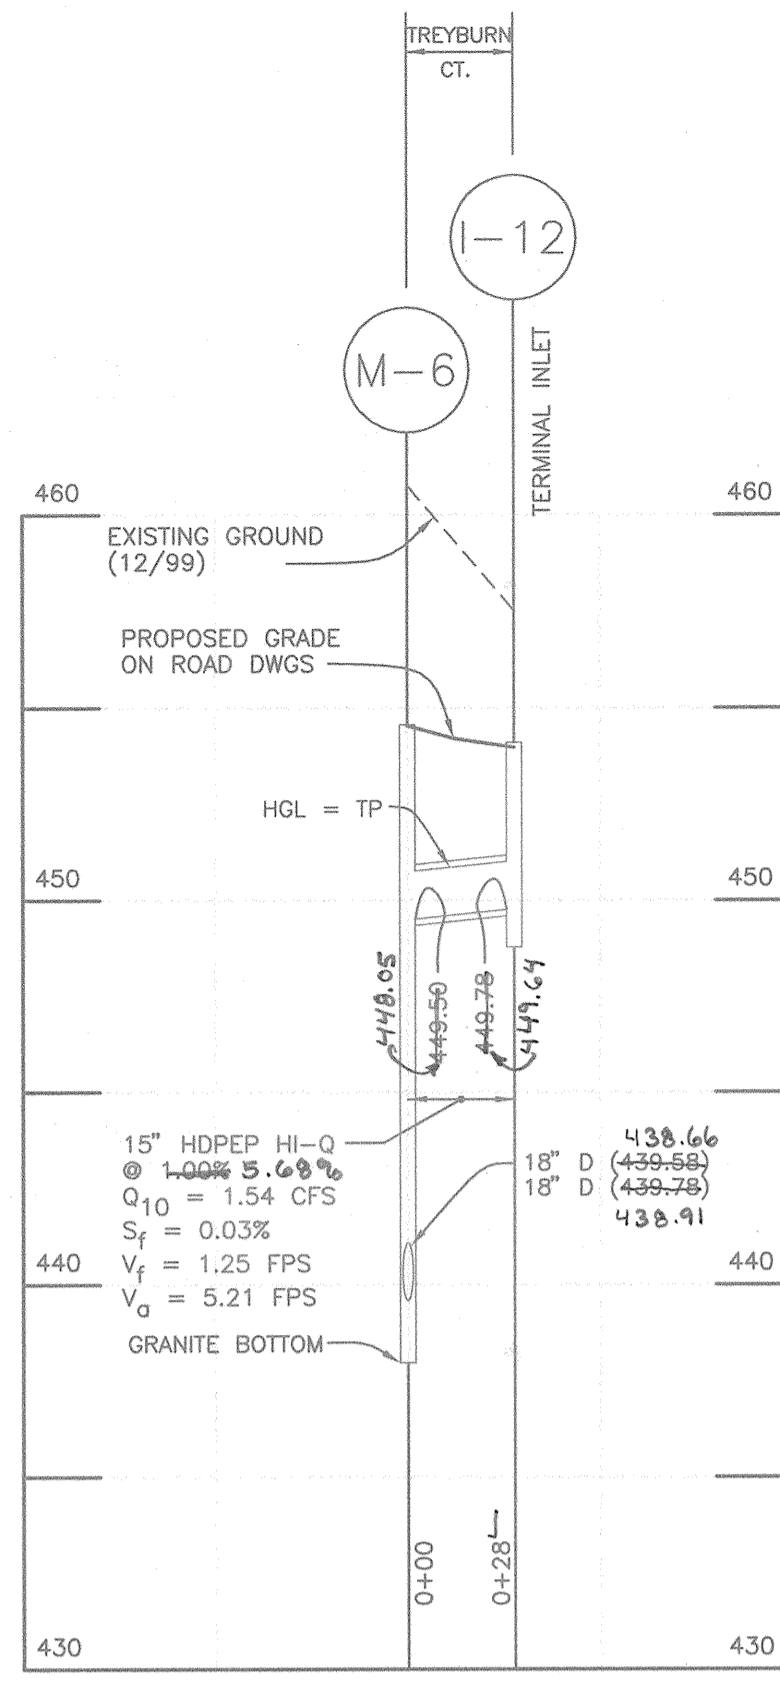 TREYBURN
CT.
I-12
M-6
TERMINAL INLET
460
460
EXISTING GROUND
(12/99)
PROPOSED GRADE
ON ROAD DWGS
HGL = TP
450
450
448.05
449.50
449.78
449.64
15" HDPEP HI-Q
@ 1.00% 5.68%
Q10 = 1.54 CFS
Sf = 0.03%
Vf = 1.25 FPS
Va = 5.21 FPS
438.66
18" D (439.58)
18" D (439.78)
438.91
440
440
GRANITE BOTTOM
0+00
0+28
430
430